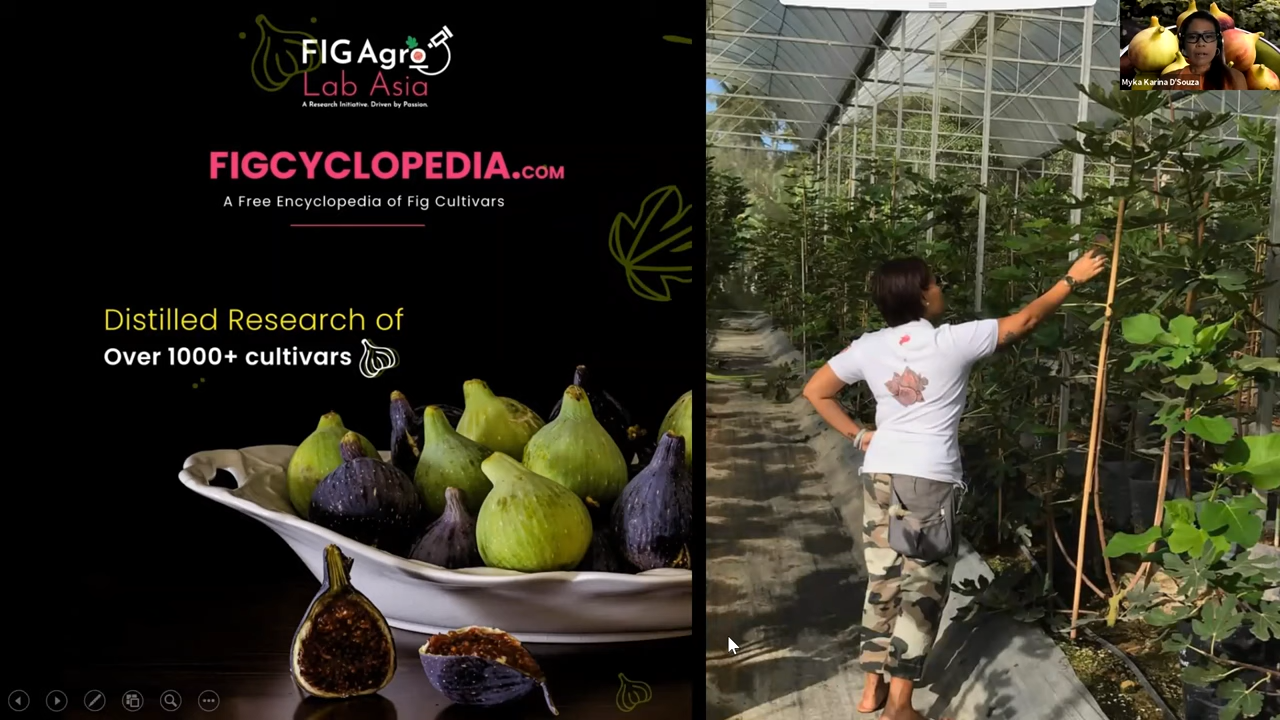 FIG Agro
Lab Asia
A Research Initiative. Driven by Passion.
FIGCYCLOPEDIA.COM
A Free Encyclopedia of Fig Cultivars
Distilled Research of
Over 1000+ cultivars
Myka Karina D'Souza